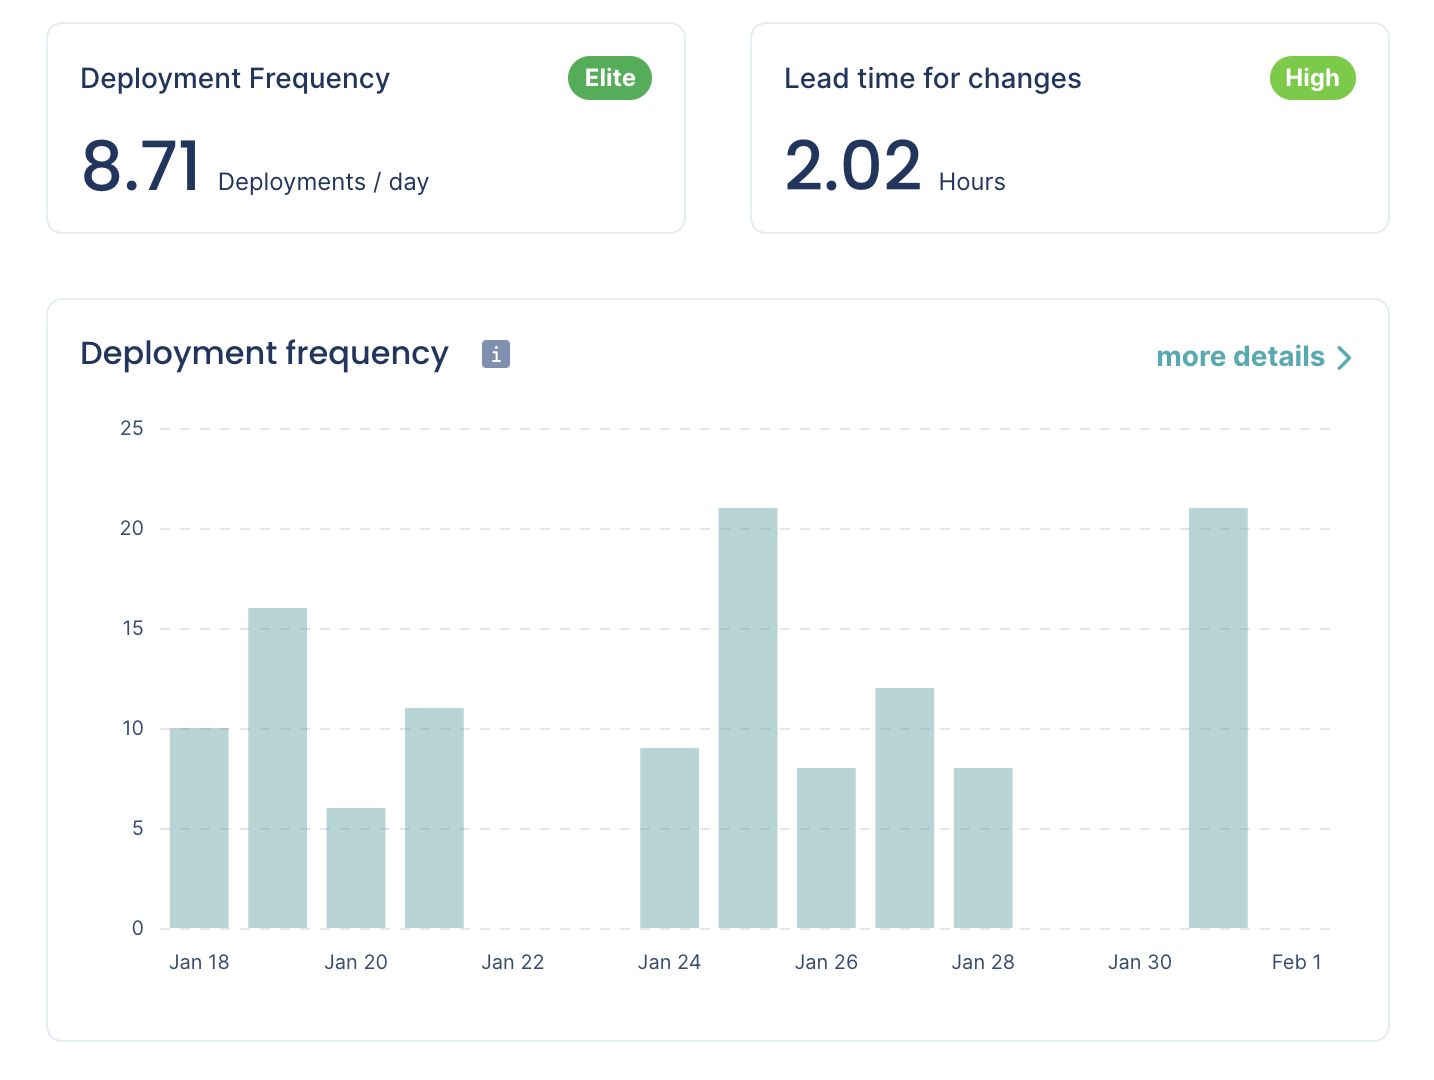 Deployment Frequency
Elite
8.71 Deployments / day
Lead time for changes
High
2.02 Hours
Deployment frequency
i
more details
25
20
15
10
5
0
Jan 18
Jan 20
Jan 22
Jan 24
Jan 26
Jan 28
Jan 30
Feb 1